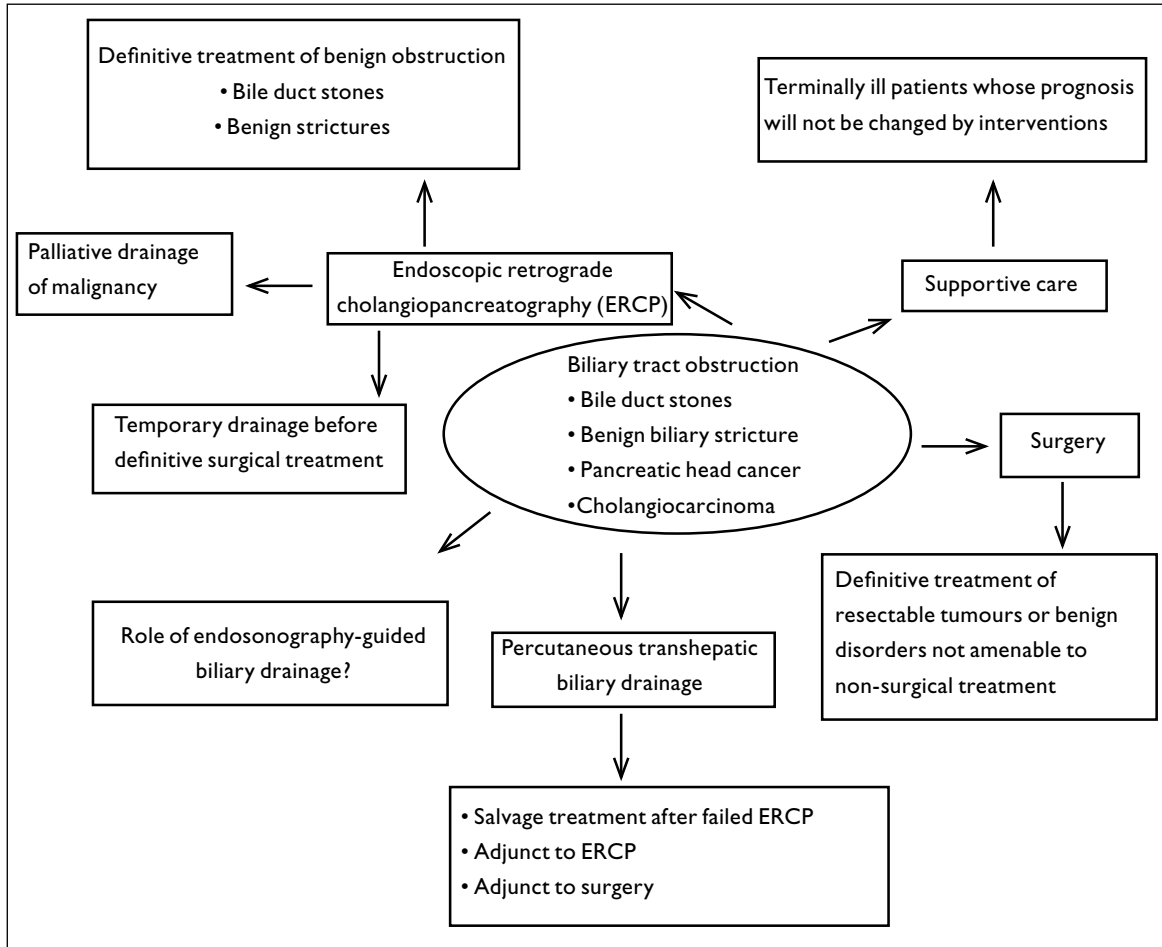 Definitive treatment of benign obstruction
• Bile duct stones
• Benign strictures
Terminally ill patients whose prognosis
will not be changed by interventions
Palliative drainage
of malignancy
Endoscopic retrograde
cholangiopancreatography (ERCP)
Supportive care
Biliary tract obstruction
• Bile duct stones
• Benign biliary stricture
• Pancreatic head cancer
•Cholangiocarcinoma
Temporary drainage before
definitive surgical treatment
Surgery
Role of endosonography-guided
biliary drainage?
Percutaneous transhepatic
biliary drainage
Definitive treatment of
resectable tumours or benign
disorders not amenable to
non-surgical treatment
• Salvage treatment after failed ERCP
• Adjunct to ERCP
• Adjunct to surgery